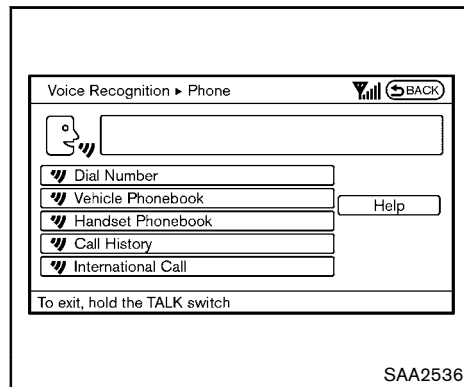 Voice Recognition ▸ Phone
BACK
Dial Number
Vehicle Phonebook
Help
Handset Phonebook
Call History
International Call
To exit, hold the TALK switch
SAA2536